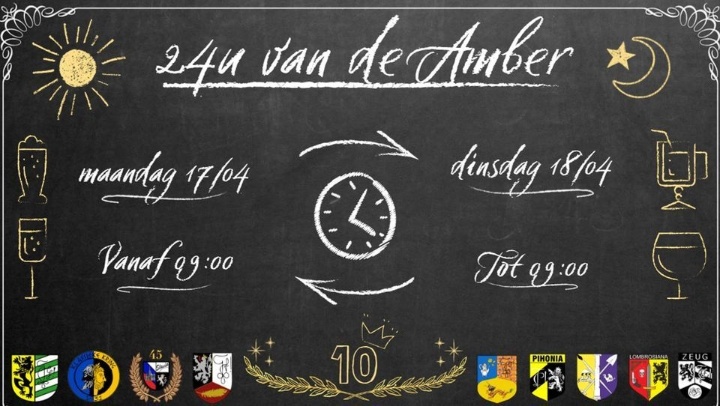 24u van de Amber
maandag 17/04
dinsdag 18/04
Vanaf 09:00
Tot 09:00
45
10
PIHONIA
LOMBROSIANA
ZEUG